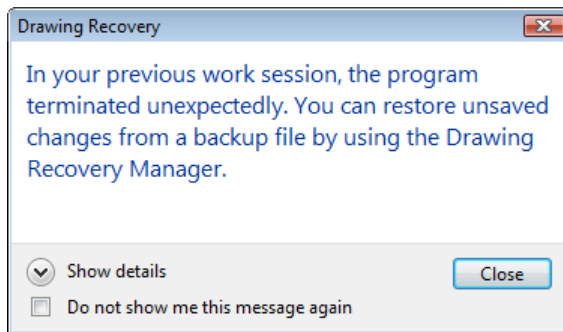 Drawing Recovery
In your previous work session, the program
terminated unexpectedly. You can restore unsaved
changes from a backup file by using the Drawing
Recovery Manager.
Show details
Close
Do not show me this message again